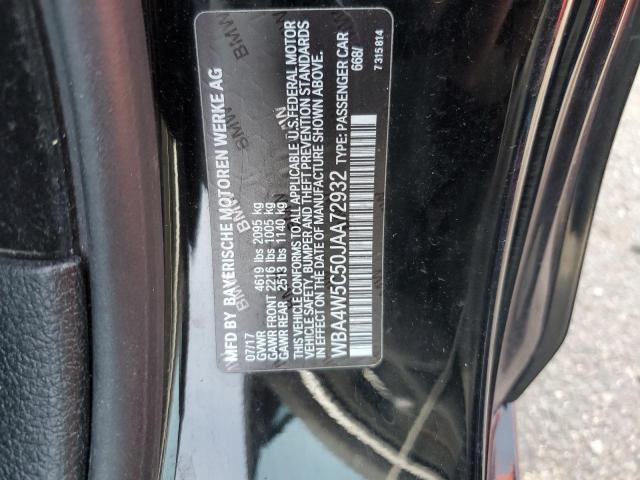 MFD BY BAYERISCHE MOTOREN WERKE AG
07/17
GVWR 4619 lbs 2095 kg
GAWR FRONT 2216 lbs 1005 kg
GAWR REAR 2513 lbs 1140 kg
THIS VEHICLE CONFORMS TO ALL APPLICABLE U.S. FEDERAL MOTOR
VEHICLE SAFETY, BUMPER AND THEFT PREVENTION STANDARDS
IN EFFECT ON THE DATE OF MANUFACTURE SHOWN ABOVE.
WBA4W5C50JAA72932 TYPE: PASSENGER CAR
668/
7 315 814